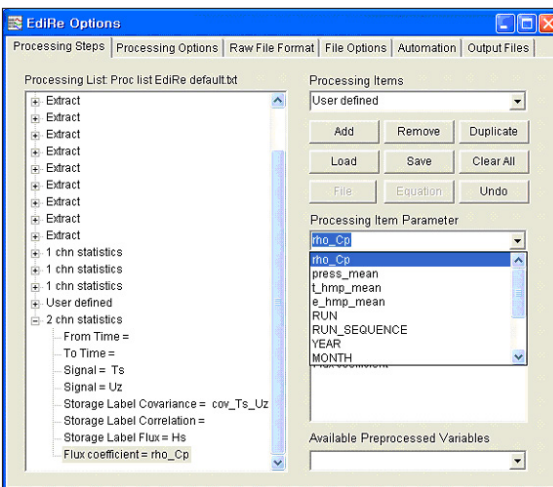 EdiRe Options
Processing Steps
Processing Options
Raw File Format
File Options
Automation
Output Files
Processing List: Proc list EdiRe default.txt
Extract
Extract
Extract
Extract
Extract
Extract
Extract
Extract
Extract
1 chn statistics
1 chn statistics
1 chn statistics
User defined
2 chn statistics
From Time =
To Time =
Signal = Ts
Signal = Uz
Storage Label Covariance = cov_Ts_Uz
Storage Label Correlation =
Storage Label Flux = Hs
Flux coefficient = rho_Cp
Processing Items
User defined
Add
Remove
Duplicate
Load
Save
Clear All
File
Equation
Undo
Processing Item Parameter
rho_Cp
rho_Cp
press_mean
t_hmp_mean
e_hmp_mean
RUN
RUN_SEQUENCE
YEAR
MONTH
Flux coefficient
Available Preprocessed Variables